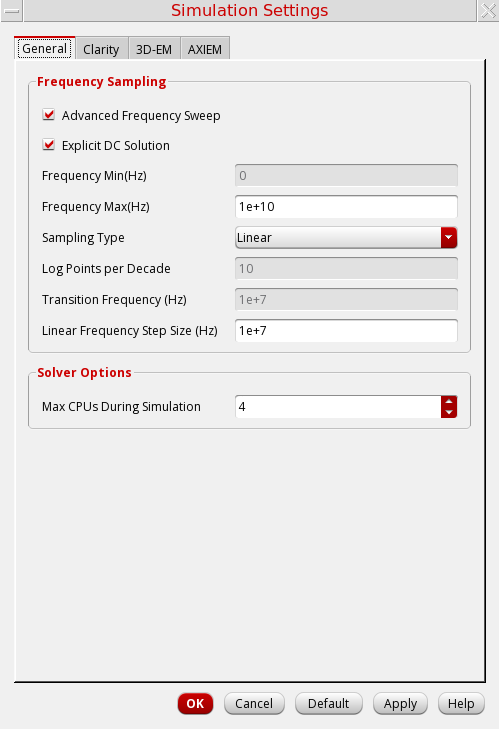 Simulation Settings
General Clarity 3D-EM AXIEM
Frequency Sampling
Advanced Frequency Sweep
Explicit DC Solution
Frequency Min(Hz) 0
Frequency Max(Hz) 1e+10
Sampling Type Linear
Log Points per Decade 10
Transition Frequency (Hz) 1e+7
Linear Frequency Step Size (Hz) 1e+7
Solver Options
Max CPUs During Simulation 4
OK Cancel Default Apply Help